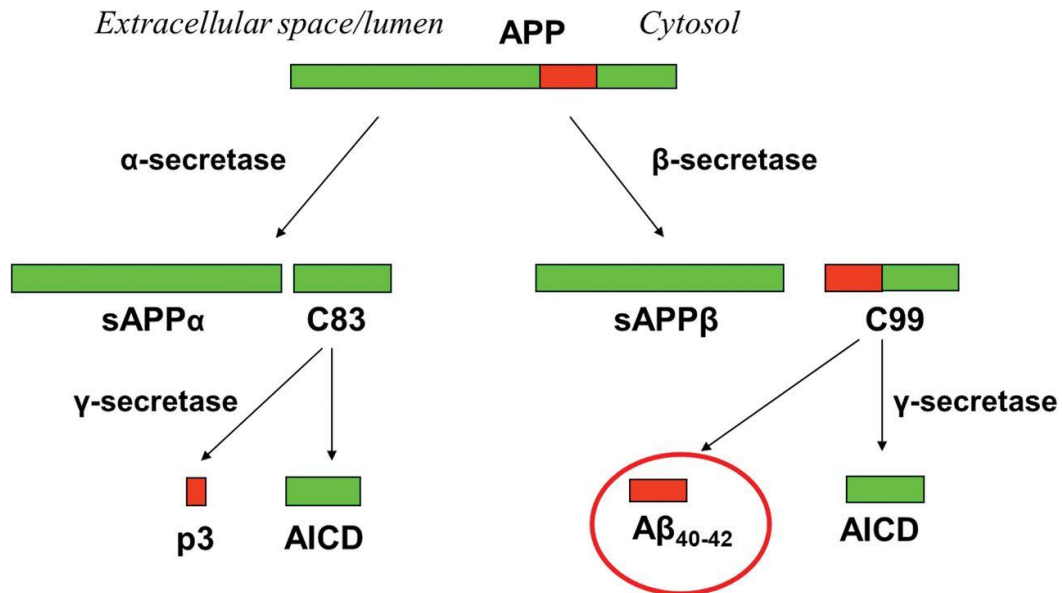 Extracellular space/lumen APP Cytosol
α-secretase β-secretase
sAPPα C83 sAPPβ C99
γ-secretase γ-secretase
p3 AICD Aβ₄₀₋₄₂ AICD